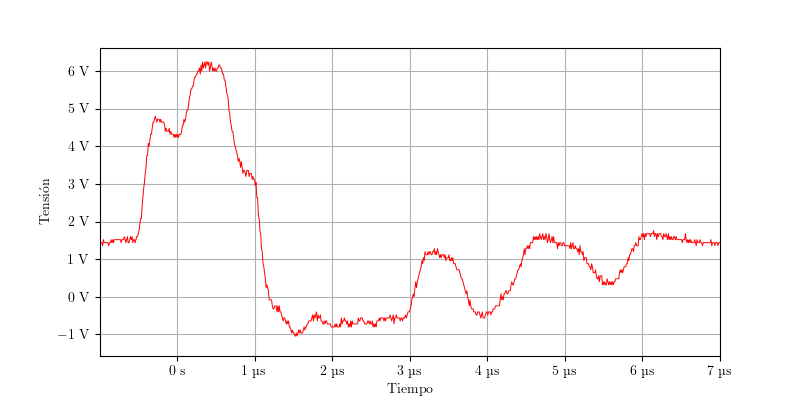 6 V
5 V
4 V
3 V
2 V
1 V
0 V
−1 V
Tensión
0 s 1 µs 2 µs 3 µs 4 µs 5 µs 6 µs 7 µs
Tiempo